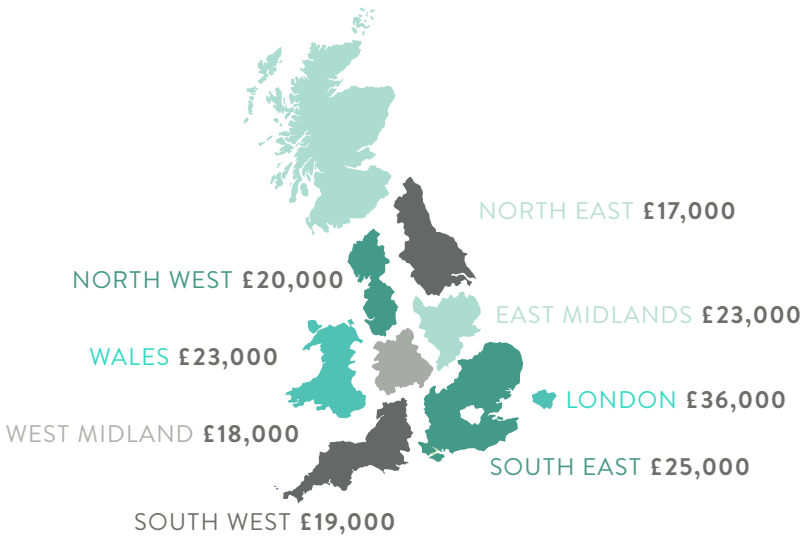 NORTH EAST £17,000
NORTH WEST £20,000
EAST MIDLANDS £23,000
WALES £23,000
LONDON £36,000
WEST MIDLAND £18,000
SOUTH EAST £25,000
SOUTH WEST £19,000